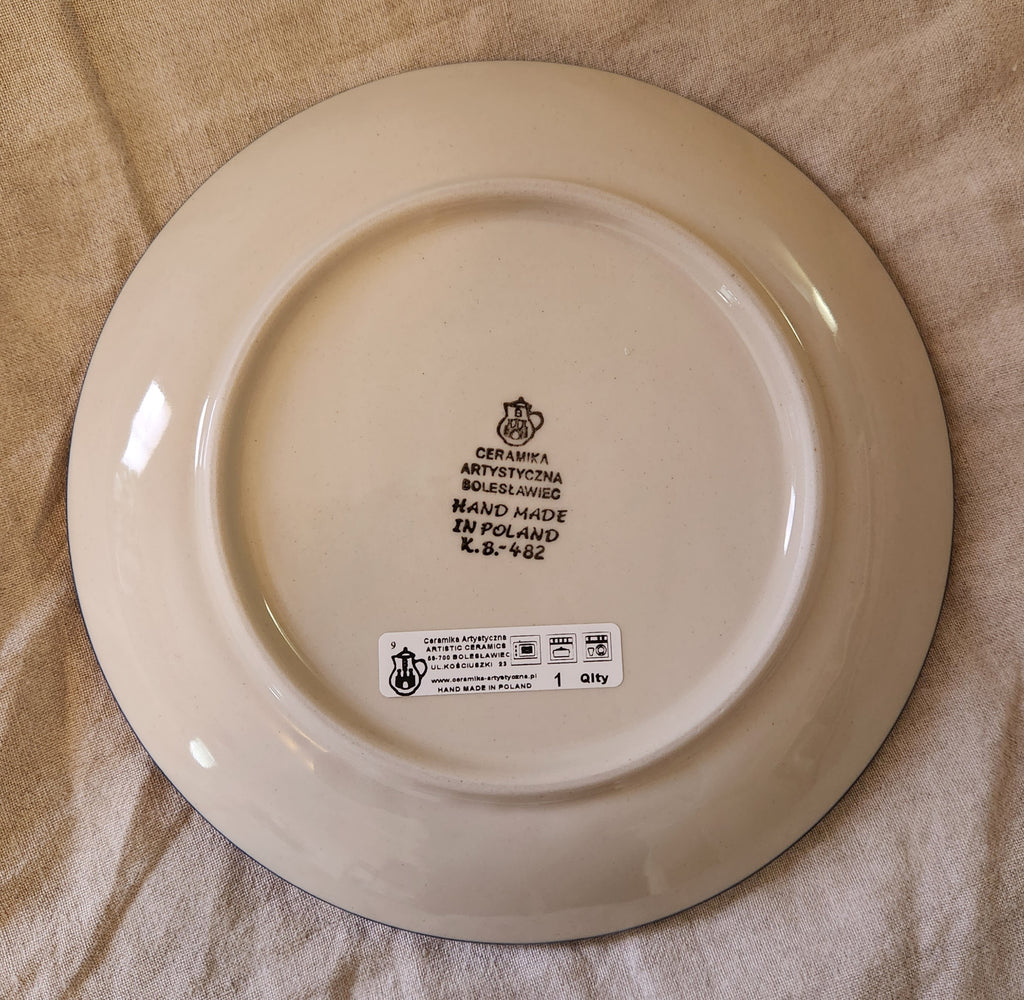 CERAMIKA
ARTYSTYCZNA
BOLESŁAWIEC
HAND MADE
IN POLAND
K.B.-482
9
Ceramika Artystyczna
ARTISTIC CERAMICS
59-700 BOLESŁAWIEC
UL.KOŚCIUSZKI 23
www.ceramika-artystyczna.pl
HAND MADE IN POLAND
1 Qlty